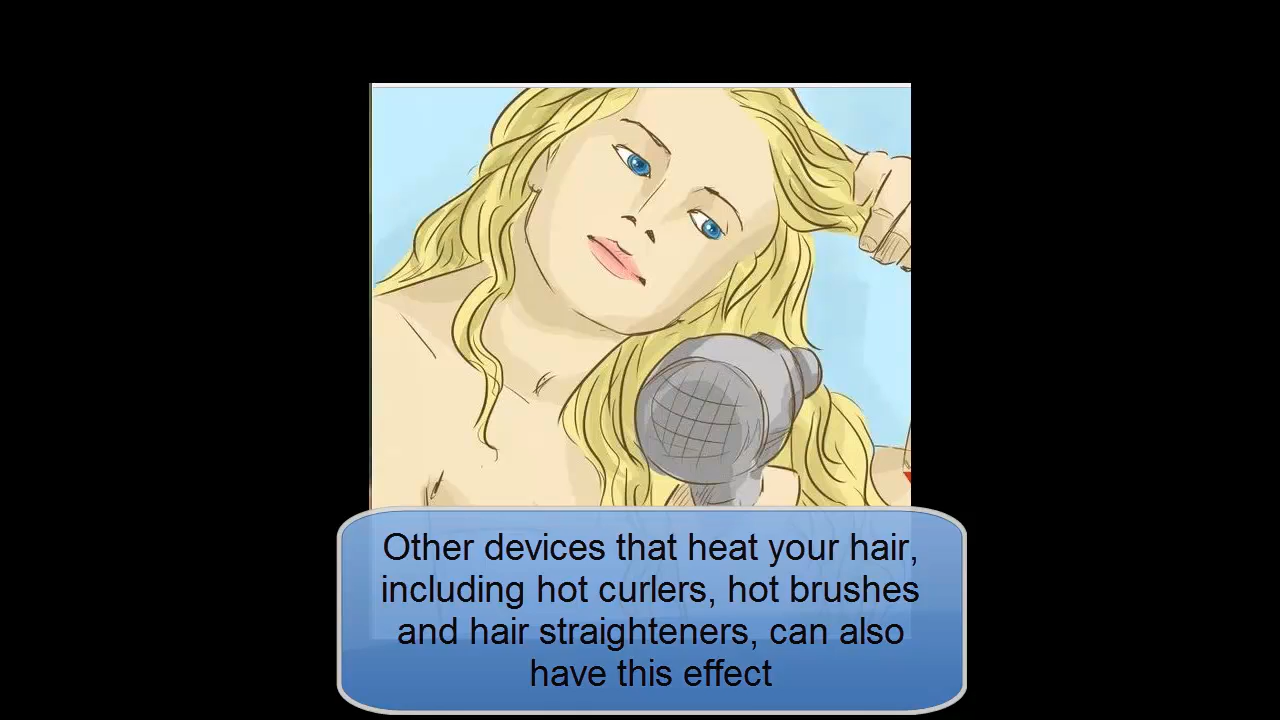 Other devices that heat your hair,
including hot curlers, hot brushes
and hair straighteners, can also
have this effect